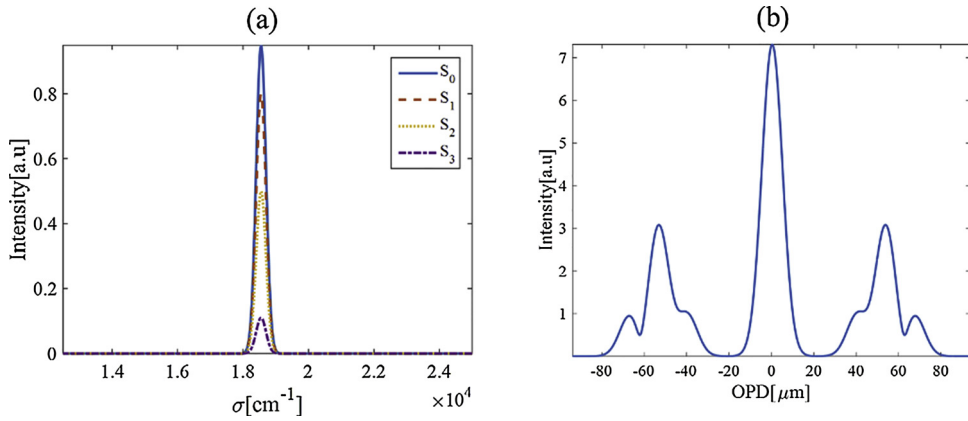 (a)
Intensity[a.u]
0.8
0.6
0.4
0.2
0
1.4
1.6
1.8
2
2.2
2.4
×10⁴
σ[cm⁻¹]
S₀
S₁
S₂
S₃
(b)
Intensity[a.u]
7
6
5
4
3
2
1
-80
-60
-40
-20
0
20
40
60
80
OPD[μm]